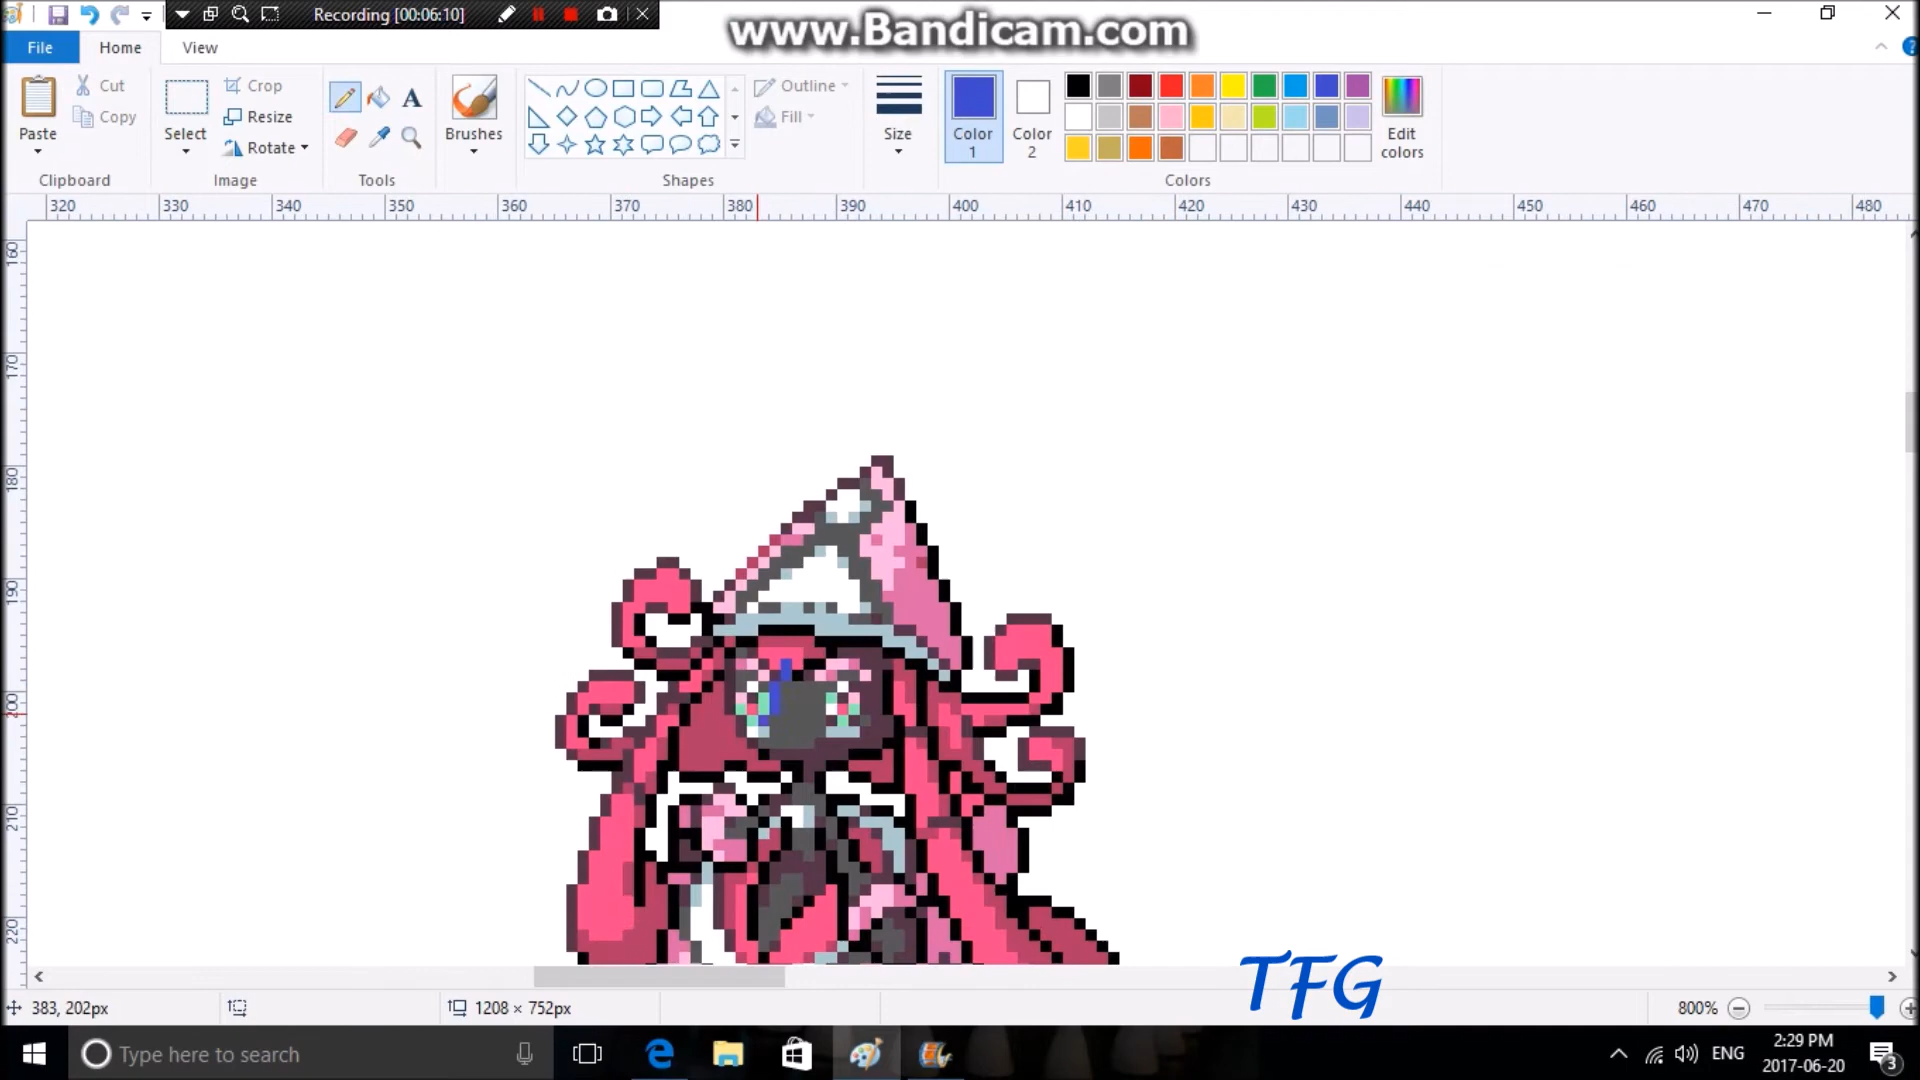 Recording [00:06:10]
www.Bandicam.com
File Home View
Paste
Cut
Copy
Clipboard
Select
Crop
Resize
Rotate
Image
Tools
Brushes
Shapes
Outline
Fill
Size
Color 1
Color 2
Edit colors
Colors
320 330 340 350 360 370 380 390 400 410 420 430 440 450 460 470 480
160
170
180
190
200
210
220
TFG
383, 202px
1208 × 752px
800%
Type here to search
ENG
2:29 PM
2017-06-20
3